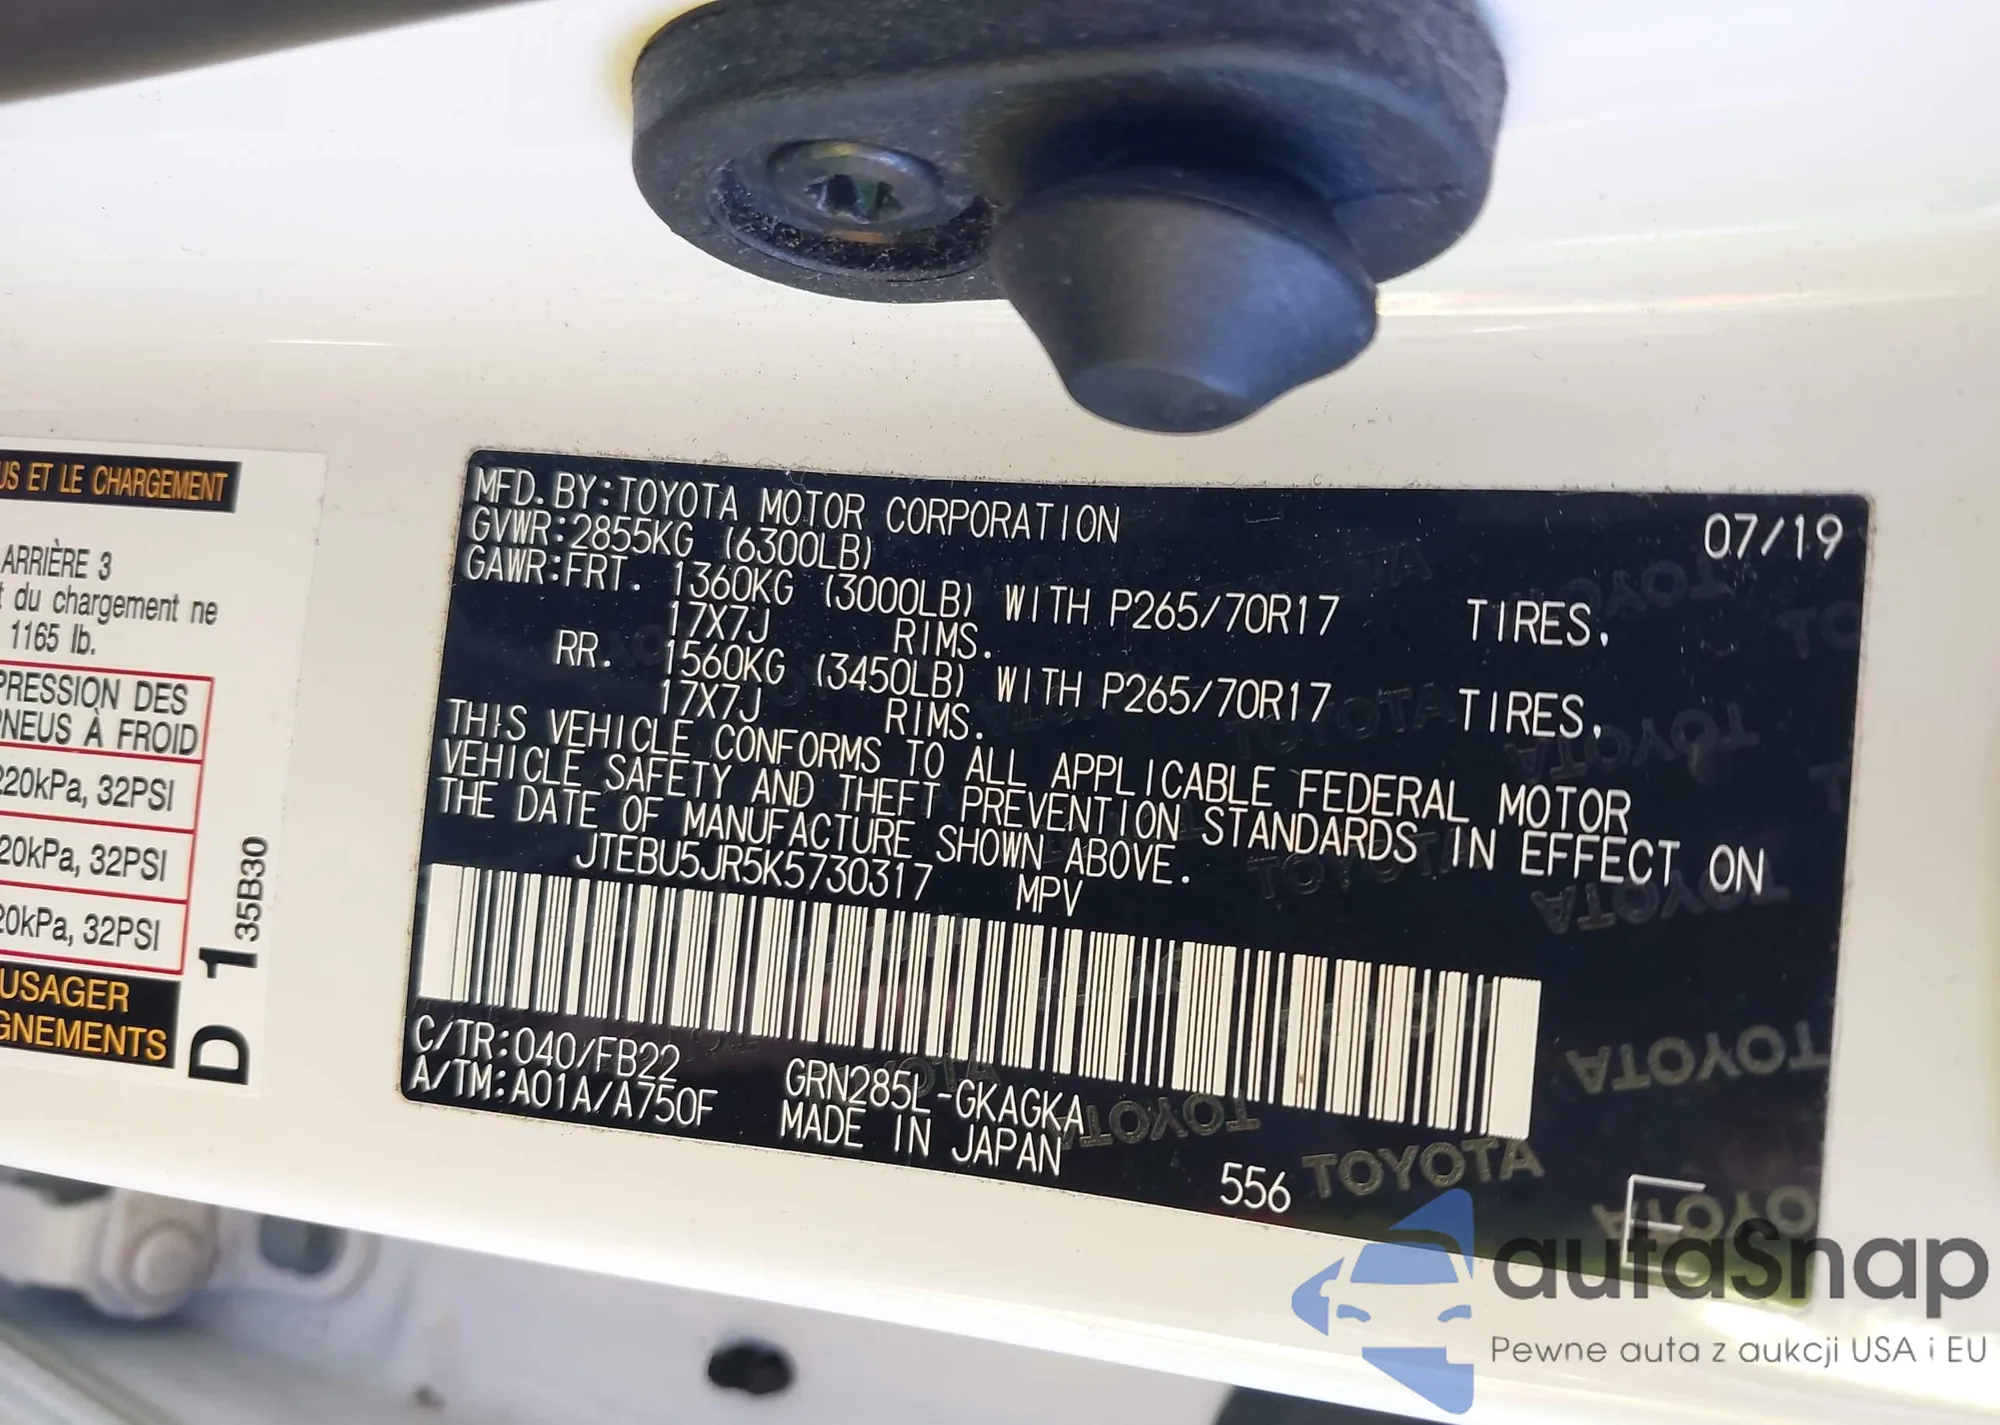 US ET LE CHARGEMENT
ARRIÈRE 3
t du chargement ne
1165 lb.
PRESSION DES
PNEUS À FROID
220kPa, 32PSI
20kPa, 32PSI
20kPa, 32PSI
USAGER
GNEMENTS
D 1 35B30
MFD. BY:TOYOTA MOTOR CORPORATION 07/19
GVWR:2855KG (6300LB)
GAWR:FRT. 1360KG (3000LB) WITH P265/70R17 TIRES,
17X7J RIMS.
RR. 1560KG (3450LB) WITH P265/70R17 TIRES,
17X7J RIMS.
THIS VEHICLE CONFORMS TO ALL APPLICABLE FEDERAL MOTOR
VEHICLE SAFETY AND THEFT PREVENTION STANDARDS IN EFFECT ON
THE DATE OF MANUFACTURE SHOWN ABOVE.
JTEBU5JR5K5730317 MPV
C/TR:040/FB22 GRN285L-GKAGKA
A/TM:A01A/A750F MADE IN JAPAN
556 TOYOTA
E
autaSnap
Pewne auta z aukcji USA i EU